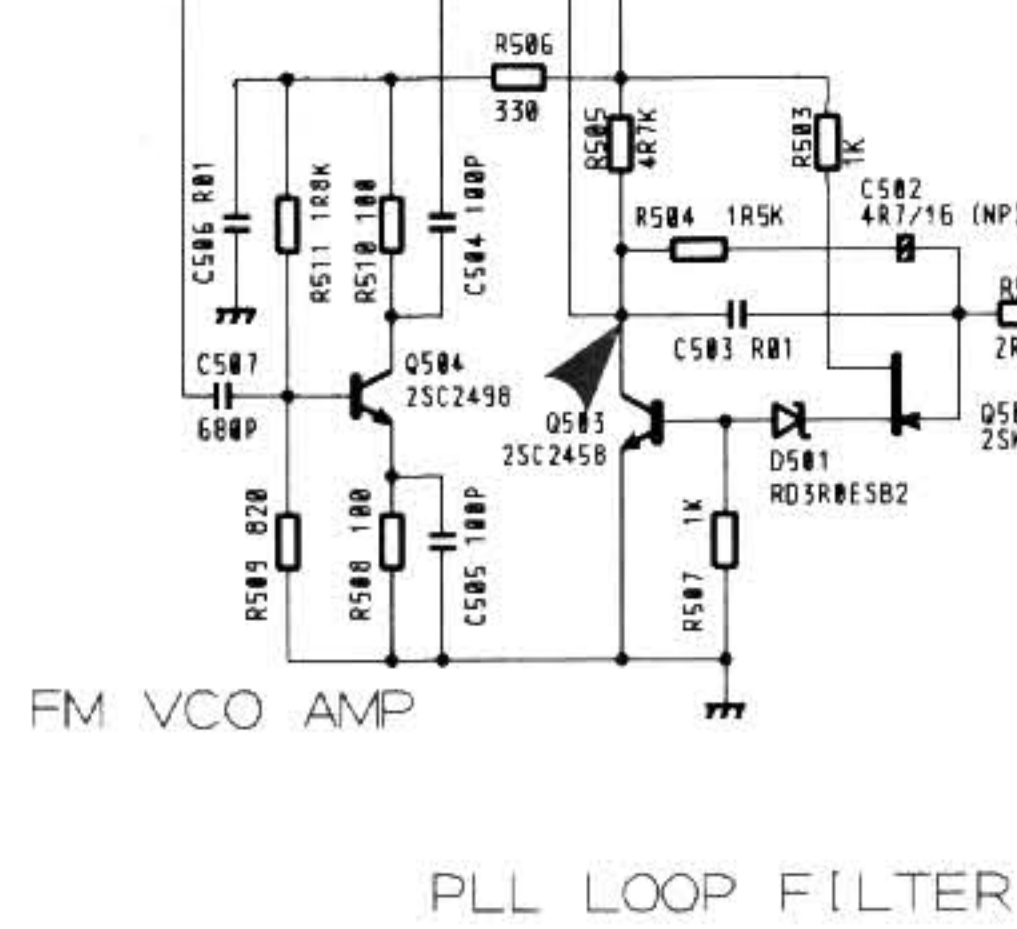 R506
330
R505
4R7K
R503
1K
C506 R01
R511 1R8K
R510 100
C504 100P
C502
4R7/16 (NP)
R504 1R5K
C507
680P
Q504
2SC2498
C503 R01
Q503
2SC2458
D501
RD3R0ESB2
R509 820
R508 100
C505 100P
R507 1K
FM VCO AMP
PLL LOOP FILTER